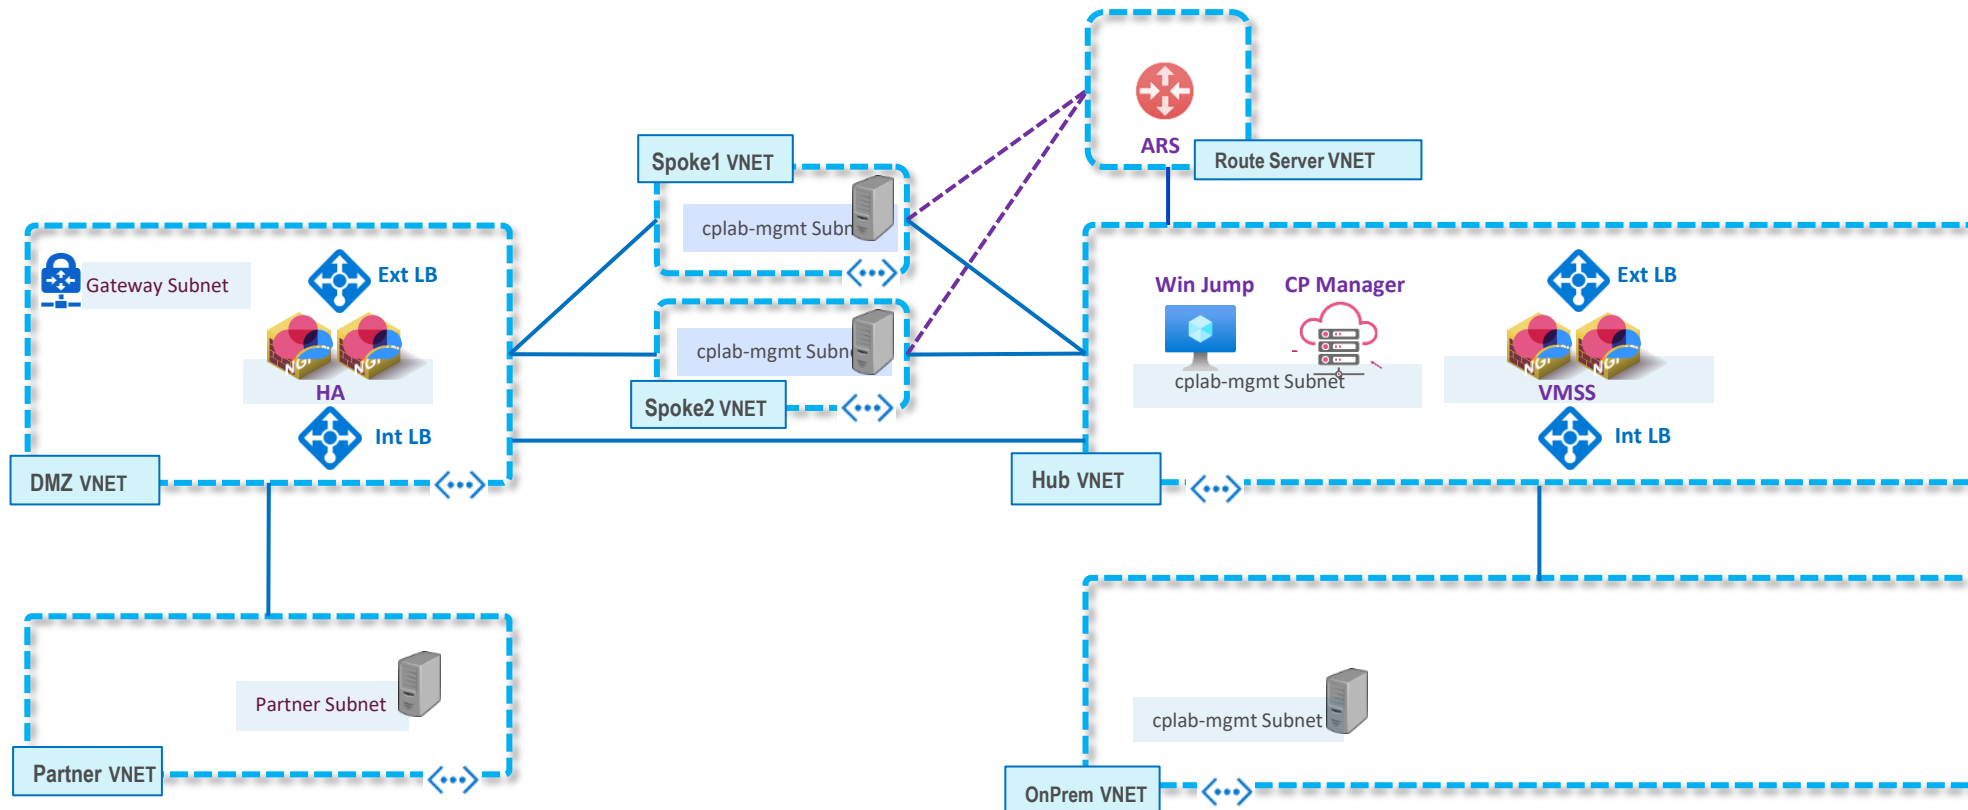 ARS
Route Server VNET
Spoke1 VNET
cplab-mgmt Subn
Gateway Subnet
Ext LB
HA
Int LB
DMZ VNET
cplab-mgmt Subn
Spoke2 VNET
Win Jump
CP Manager
cplab-mgmt Subnet
Ext LB
VMSS
Int LB
Hub VNET
Partner Subnet
Partner VNET
cplab-mgmt Subnet
OnPrem VNET